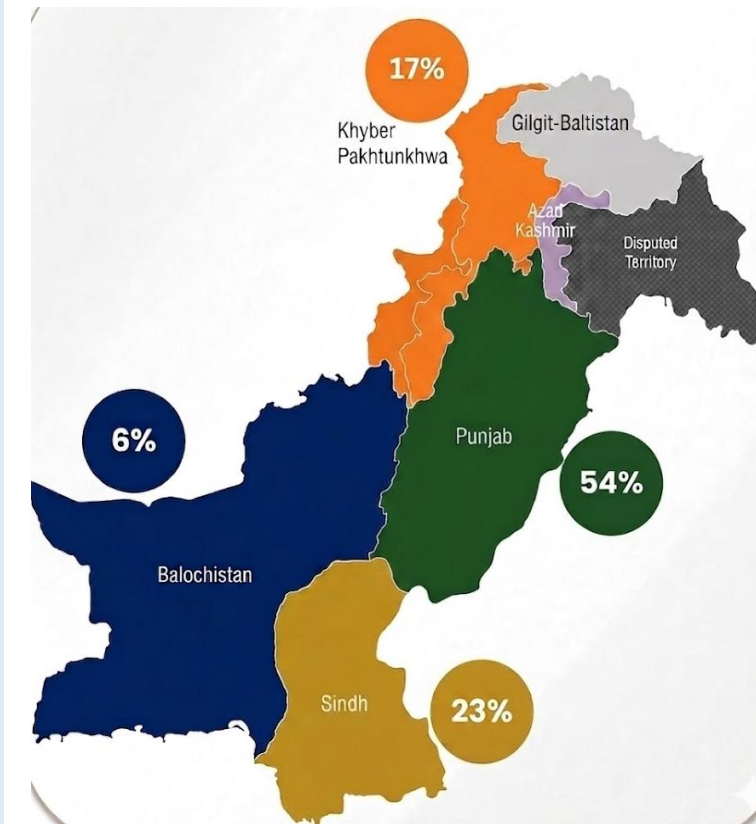 17%
Khyber
Pakhtunkhwa
Gilgit-Baltistan
Azad
Kashmir
Disputed
Territory
6%
Punjab
54%
Balochistan
Sindh
23%